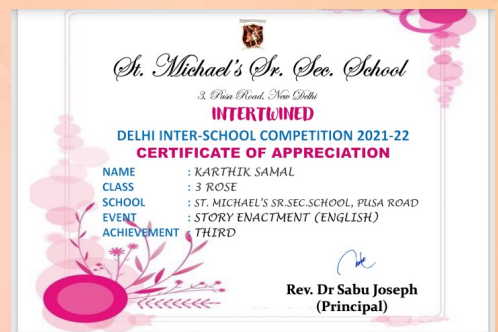 St. Michael's Sr. Sec. School
3, Pusa Road, New Delhi
INTERTWINED
DELHI INTER-SCHOOL COMPETITION 2021-22
CERTIFICATE OF APPRECIATION
NAME : KARTHIK SAMAL
CLASS : 3 ROSE
SCHOOL : ST. MICHAEL'S SR.SEC.SCHOOL, PUSA ROAD
EVENT : STORY ENACTMENT (ENGLISH)
ACHIEVEMENT : THIRD
Rev. Dr Sabu Joseph
(Principal)